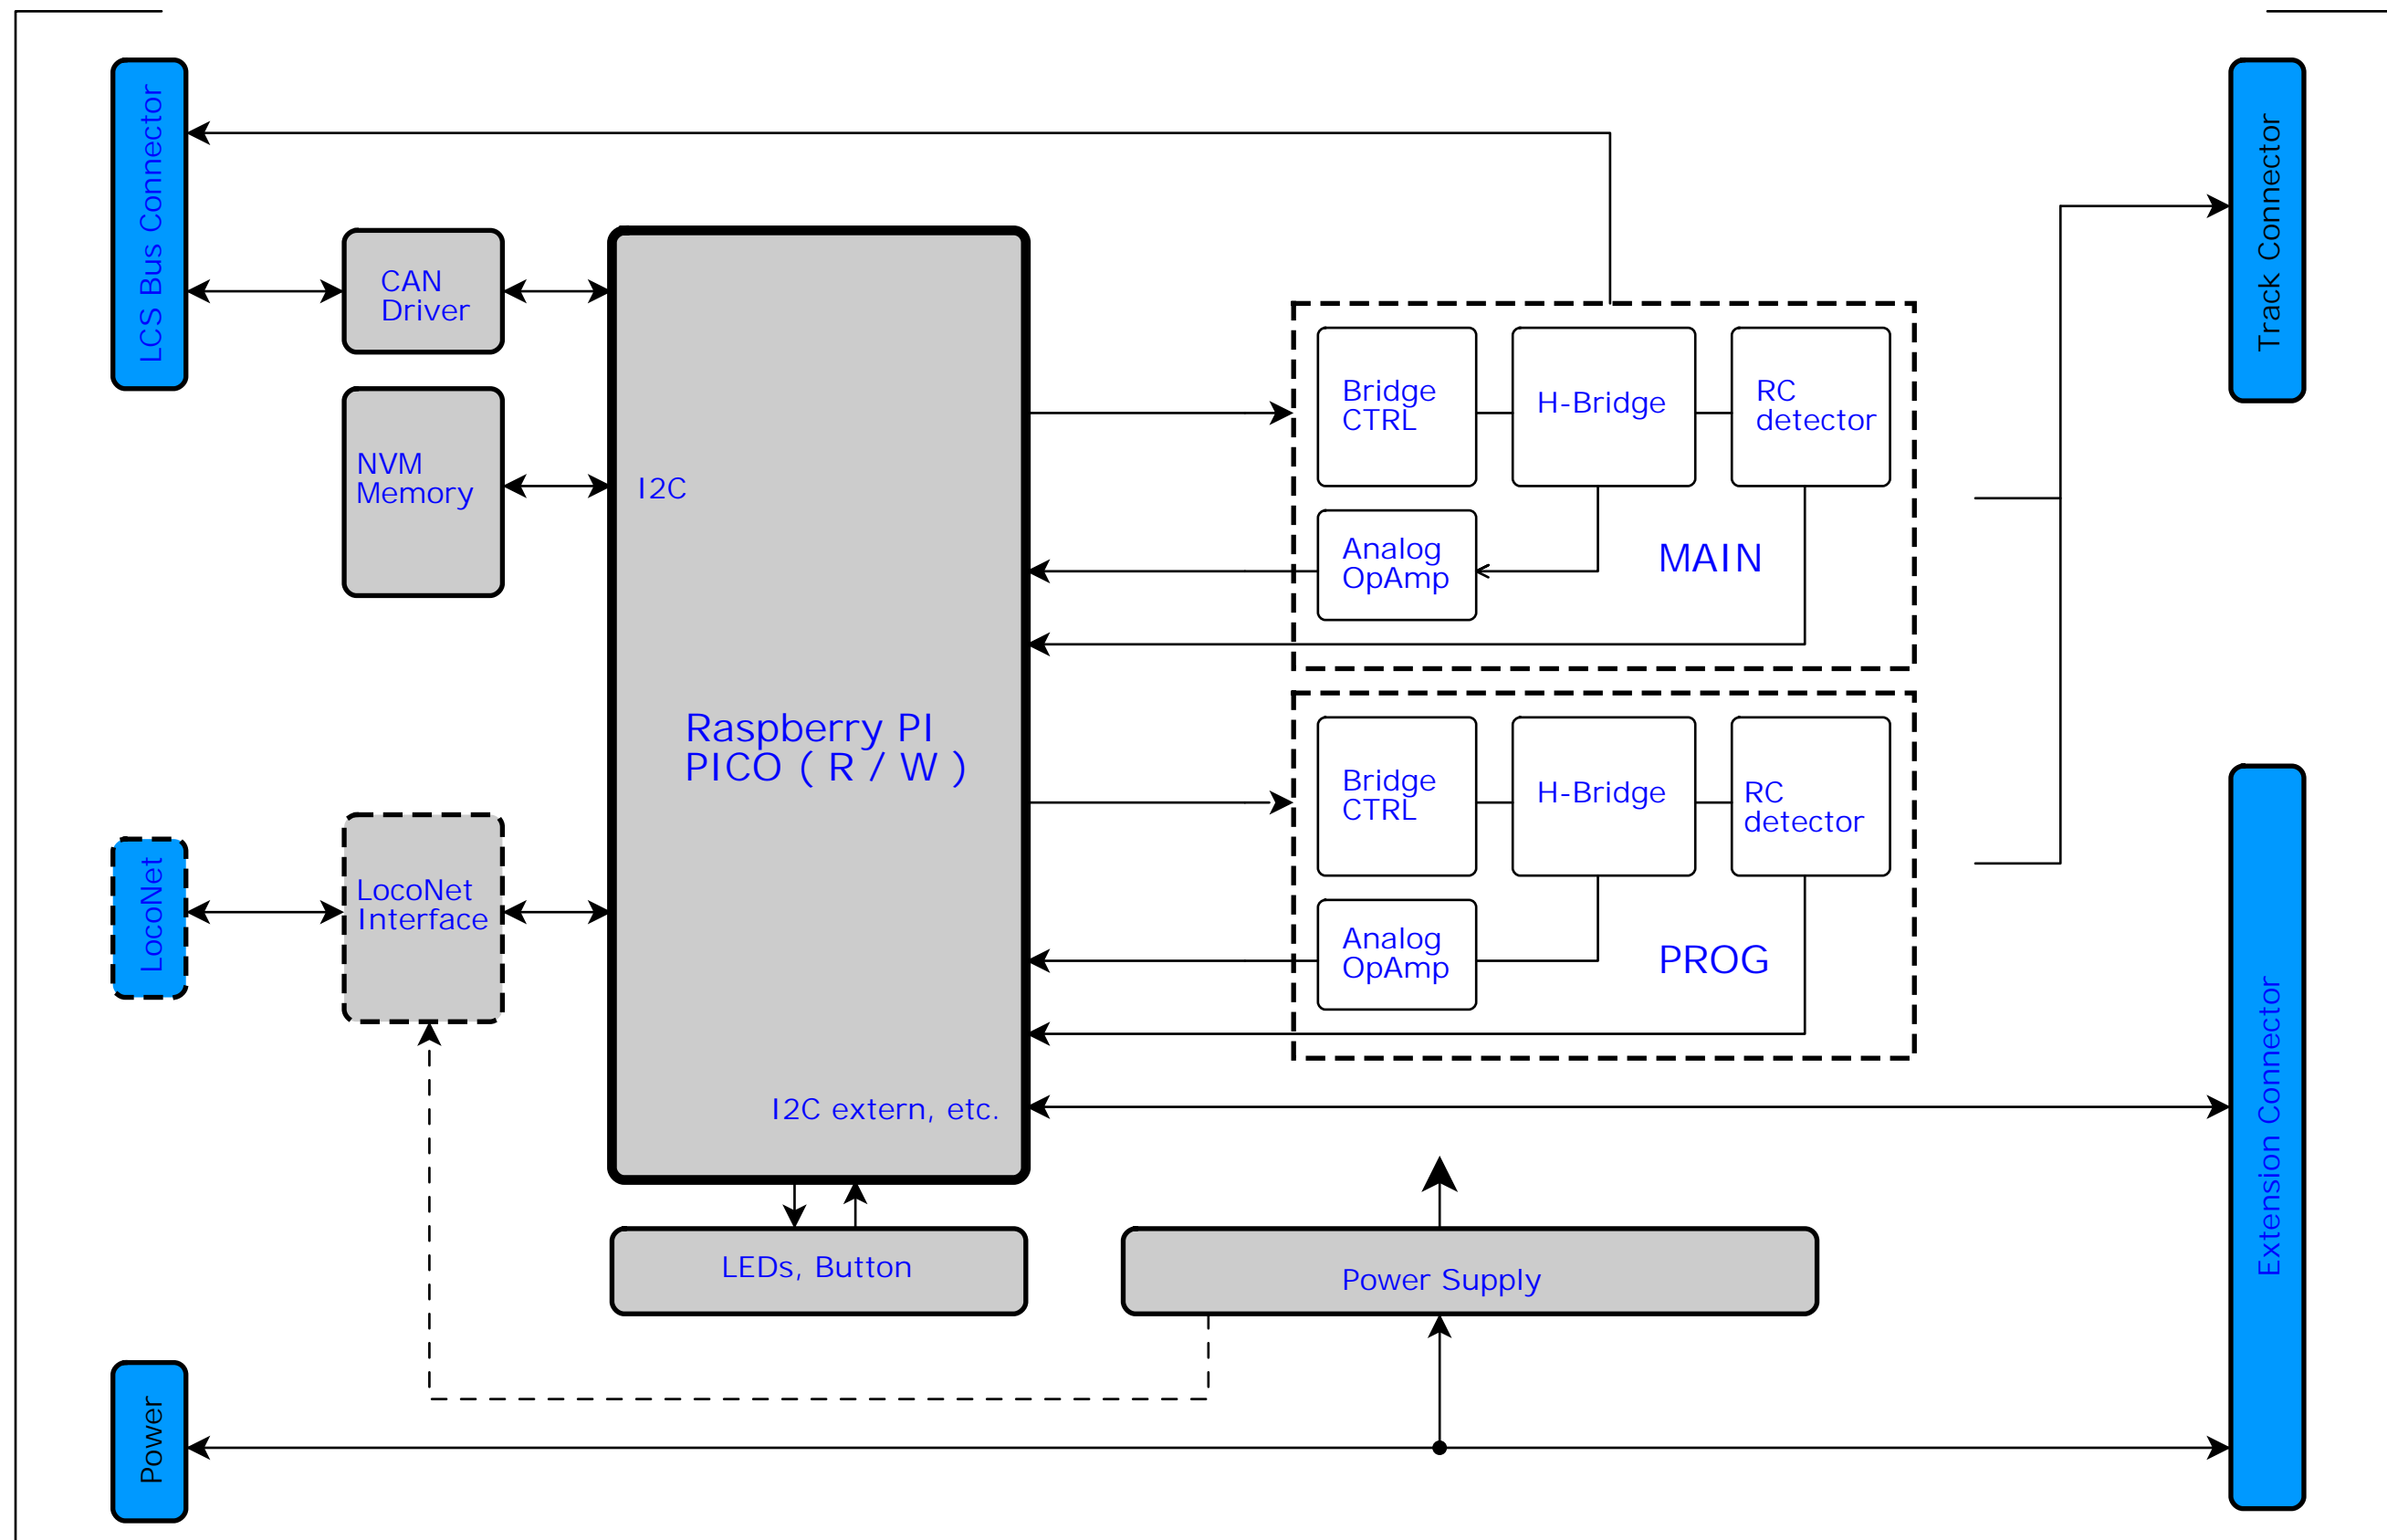 LCS Bus Connector
Track Connector
CAN
Driver
NVM
Memory
I2C
Bridge
CTRL
H-Bridge
RC
detector
Analog
OpAmp
MAIN
Raspberry PI
PICO ( R / W )
Bridge
CTRL
H-Bridge
RC
detector
Analog
OpAmp
PROG
LocoNet
LocoNet
Interface
I2C extern, etc.
Extension Connector
LEDs, Button
Power Supply
Power